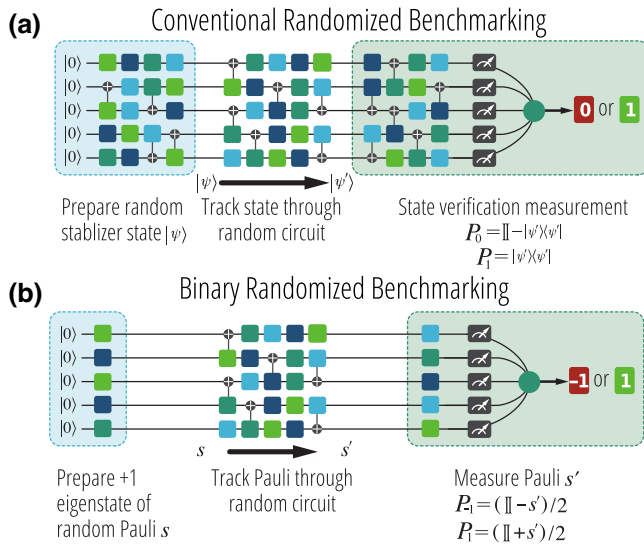 Conventional Randomized Benchmarking
(a)
|0⟩
|0⟩
|0⟩
|0⟩
|0⟩
0 or 1
|ψ⟩ |ψ′⟩
Prepare random
stablizer state |ψ⟩
Track state through
random circuit
State verification measurement
P₀ = 𝕀 − |ψ′⟩⟨ψ′|
P₁ = |ψ′⟩⟨ψ′|
(b)
Binary Randomized Benchmarking
|0⟩
|0⟩
|0⟩
|0⟩
|0⟩
-1 or 1
s s′
Prepare +1
eigenstate of
random Pauli s
Track Pauli through
random circuit
Measure Pauli s′
P₋₁ = (𝕀 − s′)/2
P₁ = (𝕀 + s′)/2